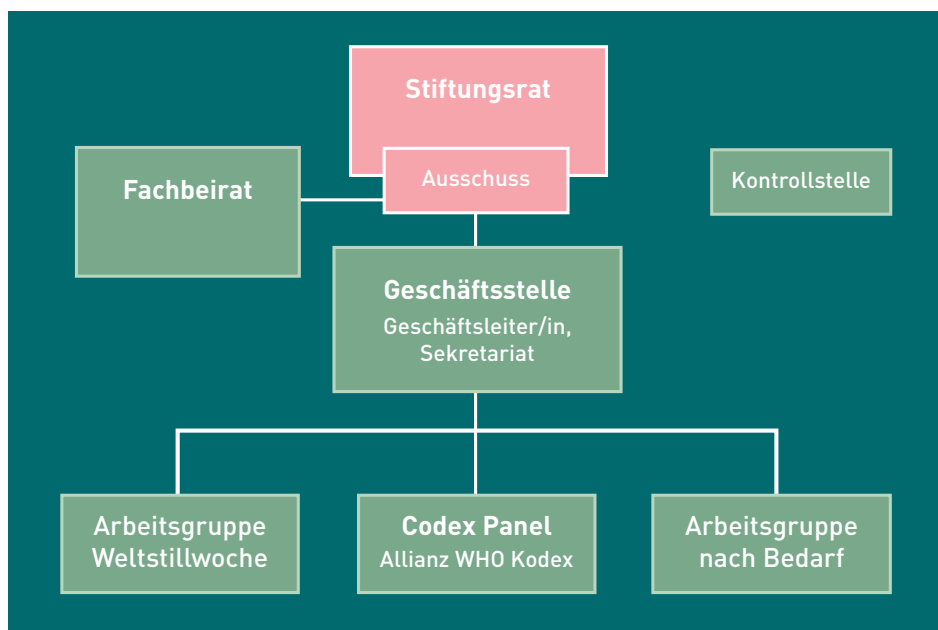 Stiftungsrat
Ausschuss
Fachbeirat
Kontrollstelle
Geschäftsstelle
Geschäftsleiter/in,
Sekretariat
Arbeitsgruppe
Weltstillwoche
Codex Panel
Allianz WHO Kodex
Arbeitsgruppe
nach Bedarf